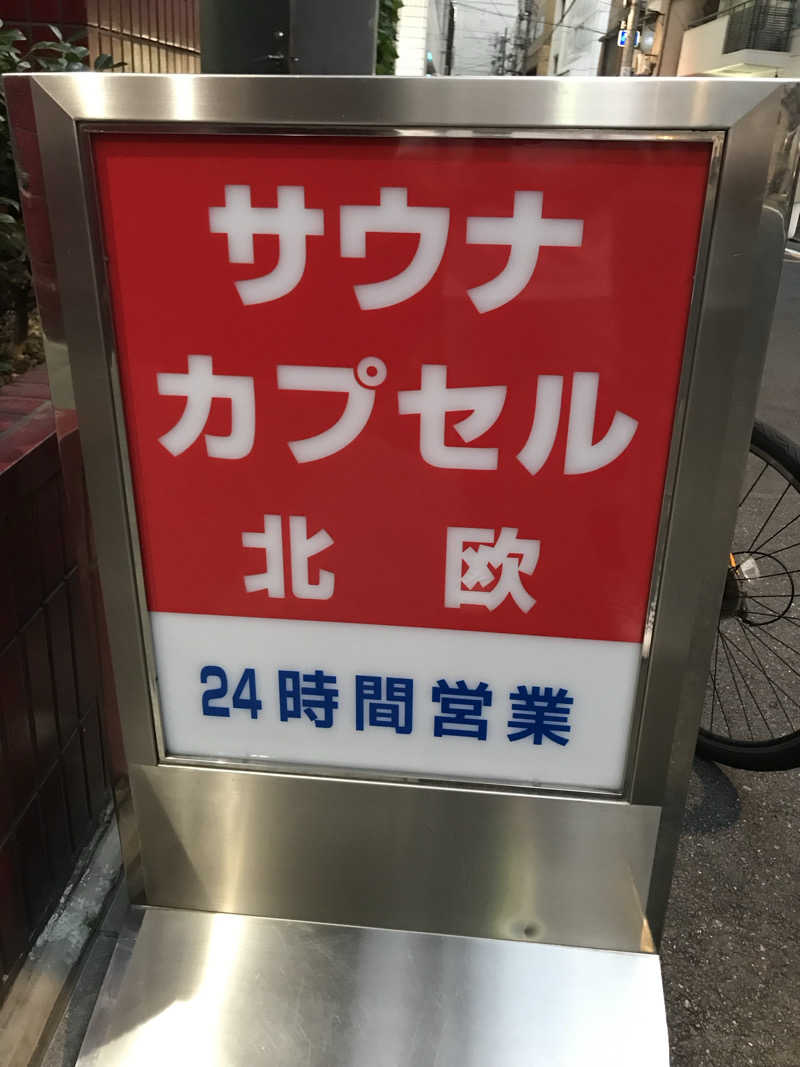 サウナ
カプセル
北 欧
24時間営業